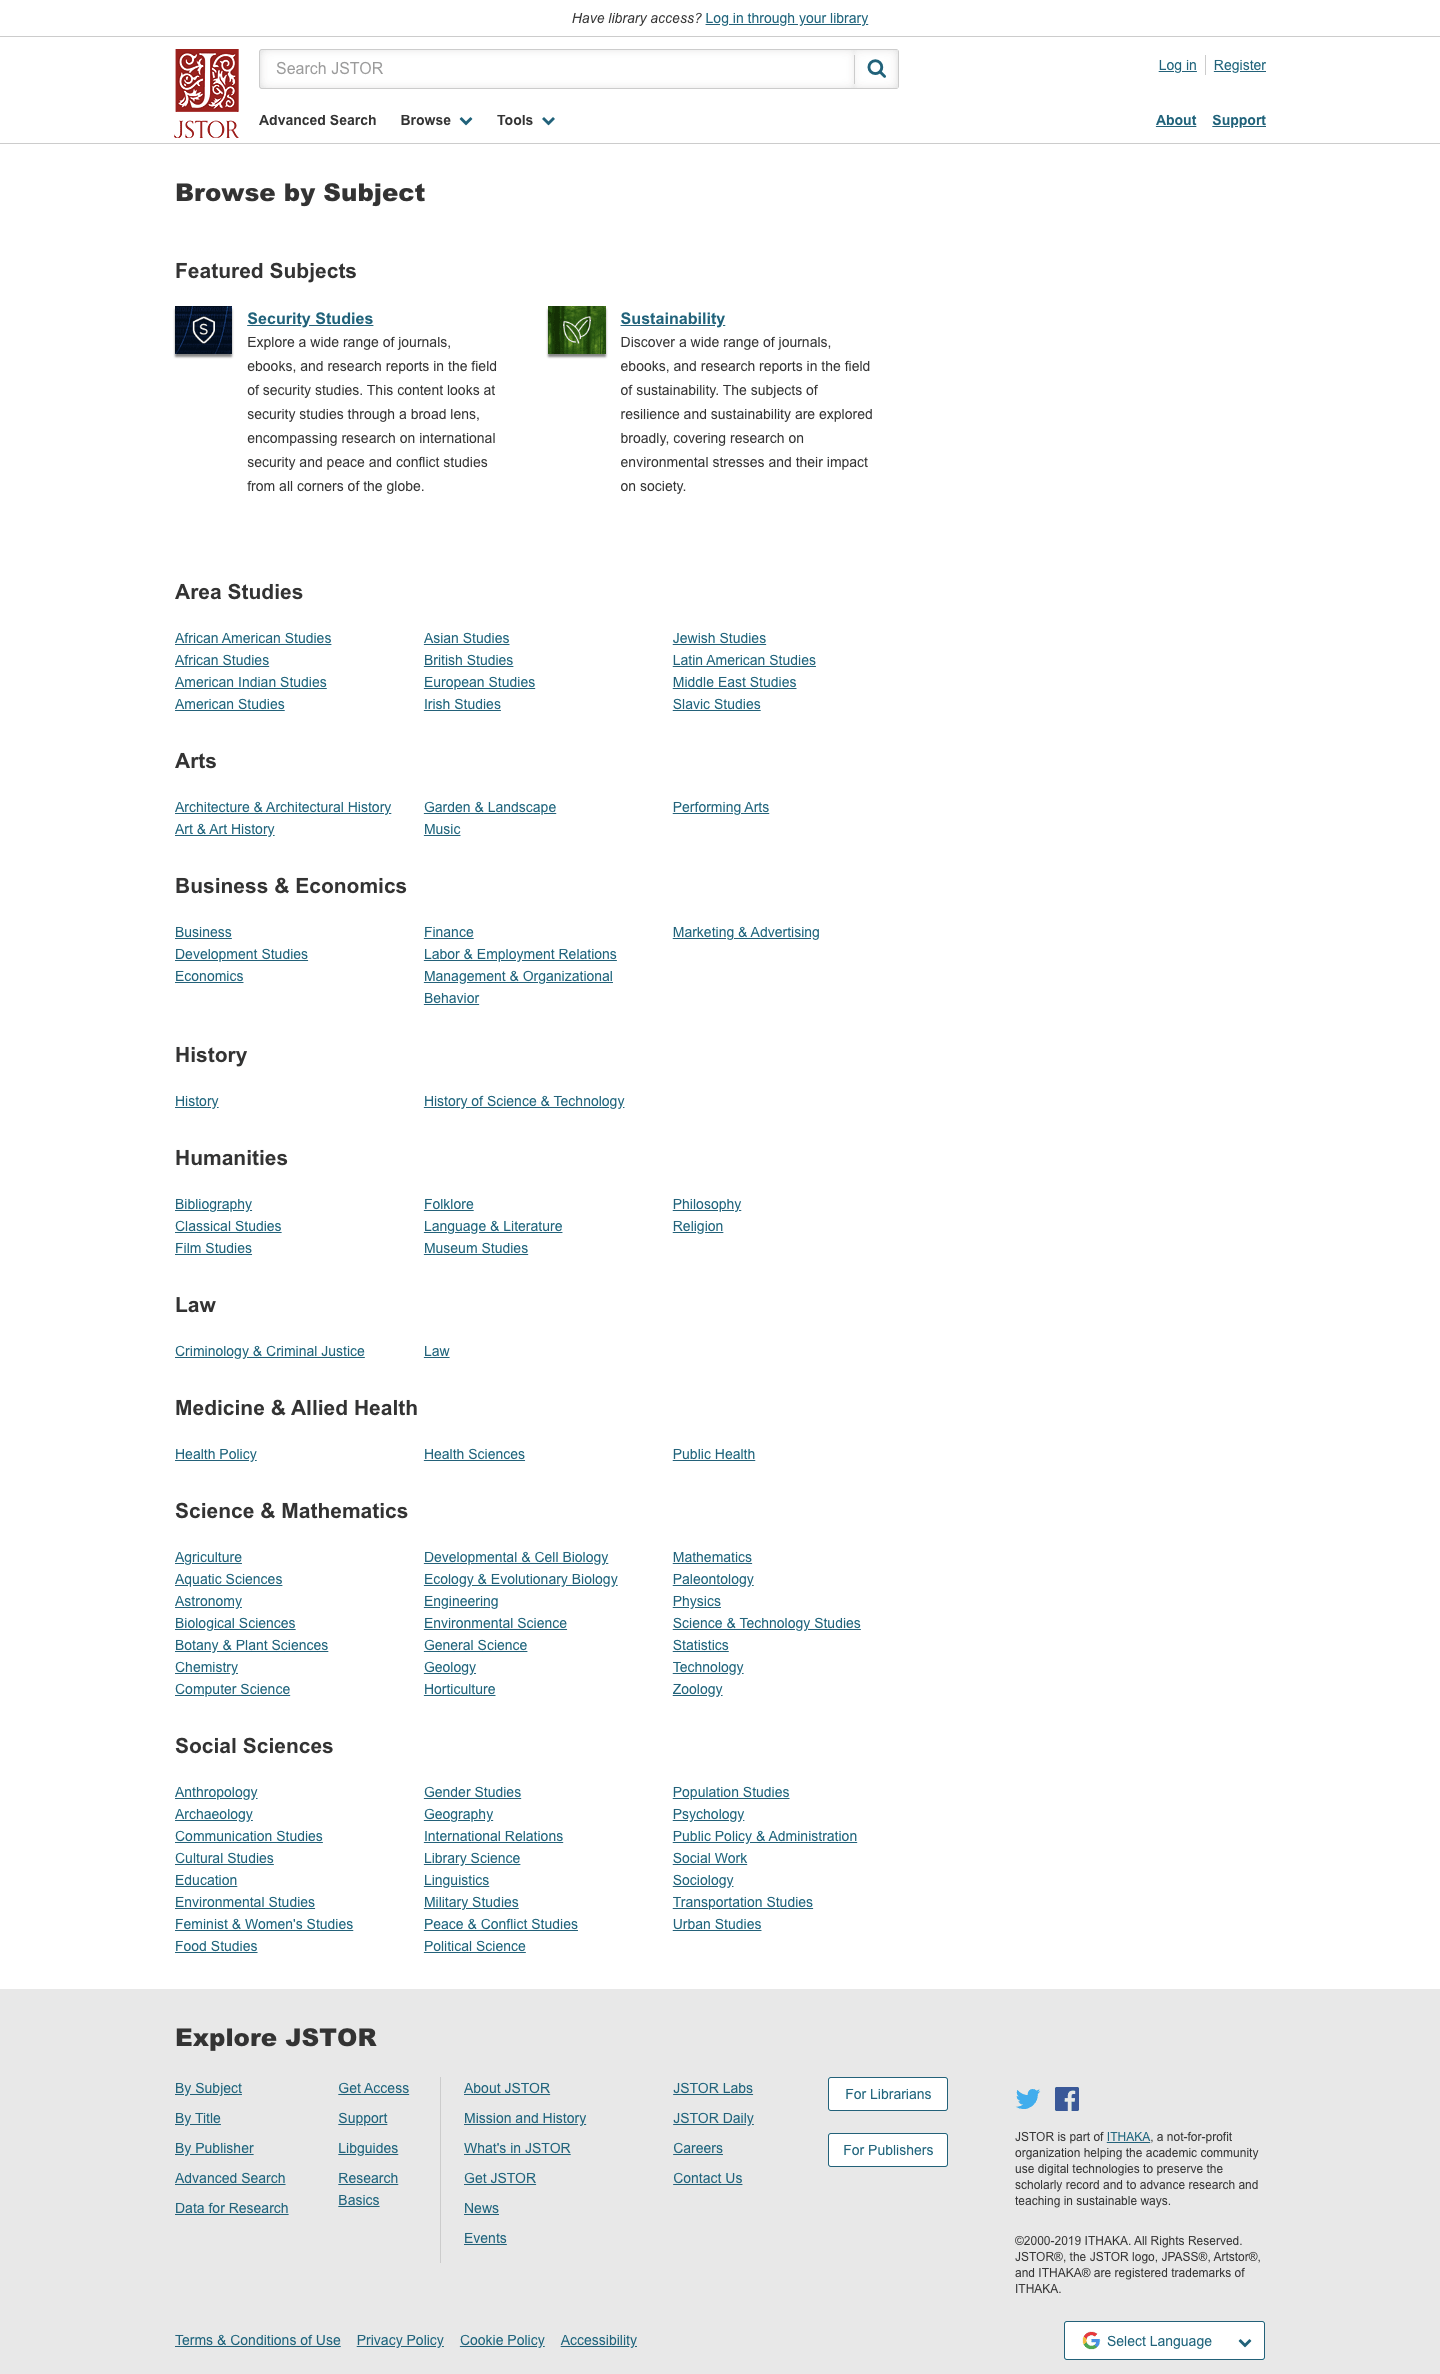 Have library access? Log in through your library
JSTOR
Search JSTOR
Log in
Register
Advanced Search
Browse
Tools
About
Support
Browse by Subject
Featured Subjects
Security Studies
Explore a wide range of journals,
ebooks, and research reports in the field
of security studies. This content looks at
security studies through a broad lens,
encompassing research on international
security and peace and conflict studies
from all corners of the globe.
Sustainability
Discover a wide range of journals,
ebooks, and research reports in the field
of sustainability. The subjects of
resilience and sustainability are explored
broadly, covering research on
environmental stresses and their impact
on society.
Area Studies
African American Studies
African Studies
American Indian Studies
American Studies
Asian Studies
British Studies
European Studies
Irish Studies
Jewish Studies
Latin American Studies
Middle East Studies
Slavic Studies
Arts
Architecture & Architectural History
Art & Art History
Garden & Landscape
Music
Performing Arts
Business & Economics
Business
Development Studies
Economics
Finance
Labor & Employment Relations
Management & Organizational
Behavior
Marketing & Advertising
History
History
History of Science & Technology
Humanities
Bibliography
Classical Studies
Film Studies
Folklore
Language & Literature
Museum Studies
Philosophy
Religion
Law
Criminology & Criminal Justice
Law
Medicine & Allied Health
Health Policy
Health Sciences
Public Health
Science & Mathematics
Agriculture
Aquatic Sciences
Astronomy
Biological Sciences
Botany & Plant Sciences
Chemistry
Computer Science
Developmental & Cell Biology
Ecology & Evolutionary Biology
Engineering
Environmental Science
General Science
Geology
Horticulture
Mathematics
Paleontology
Physics
Science & Technology Studies
Statistics
Technology
Zoology
Social Sciences
Anthropology
Archaeology
Communication Studies
Cultural Studies
Education
Environmental Studies
Feminist & Women's Studies
Food Studies
Gender Studies
Geography
International Relations
Library Science
Linguistics
Military Studies
Peace & Conflict Studies
Political Science
Population Studies
Psychology
Public Policy & Administration
Social Work
Sociology
Transportation Studies
Urban Studies
Explore JSTOR
By Subject
By Title
By Publisher
Advanced Search
Data for Research
Get Access
Support
Libguides
Research
Basics
About JSTOR
Mission and History
What's in JSTOR
Get JSTOR
News
Events
JSTOR Labs
JSTOR Daily
Careers
Contact Us
For Librarians
For Publishers
JSTOR is part of ITHAKA, a not-for-profit
organization helping the academic community
use digital technologies to preserve the
scholarly record and to advance research and
teaching in sustainable ways.
©2000-2019 ITHAKA. All Rights Reserved.
JSTOR®, the JSTOR logo, JPASS®, Artstor®,
and ITHAKA® are registered trademarks of
ITHAKA.
Terms & Conditions of Use
Privacy Policy
Cookie Policy
Accessibility
Select Language